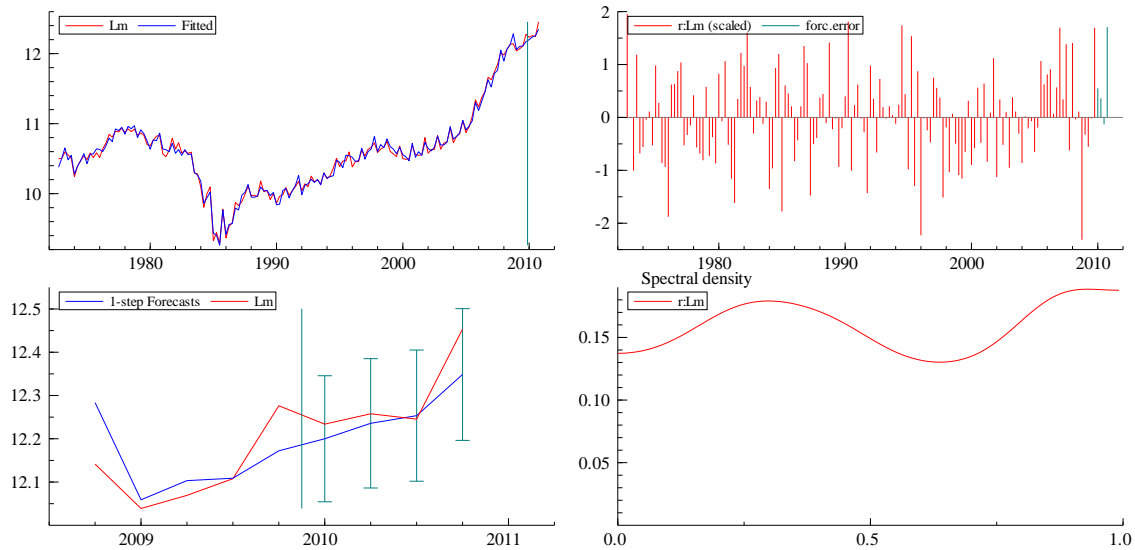 Lm Fitted
12
11
10
1980 1990 2000 2010
r:Lm (scaled) forc.error
2
1
0
-1
-2
1980 1990 2000 2010
1-step Forecasts Lm
12.5
12.4
12.3
12.2
12.1
2009 2010 2011
Spectral density
r:Lm
0.15
0.10
0.05
0.0 0.5 1.0